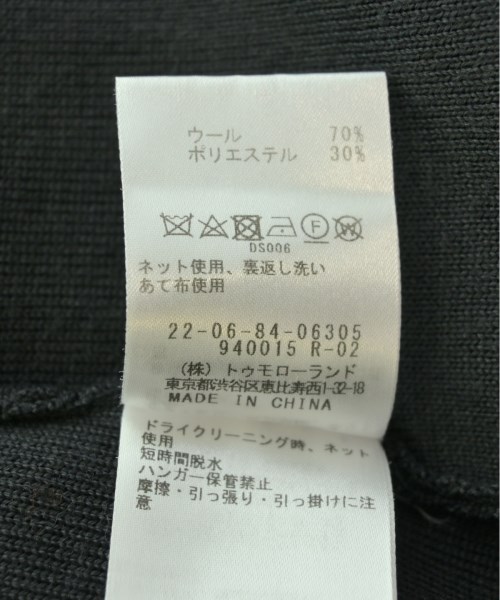 ウール 70%
ポリエステル 30%
F W
DS006
ネット使用、裏返し洗い
あて布使用
22-06-84-06305
940015 R-02
(株) トゥモローランド
東京都渋谷区恵比寿西1-32-18
MADE IN CHINA
ドライクリーニング時、ネット
使用
短時間脱水
ハンガー保管禁止
摩擦・引っ張り・引っ掛けに注
意